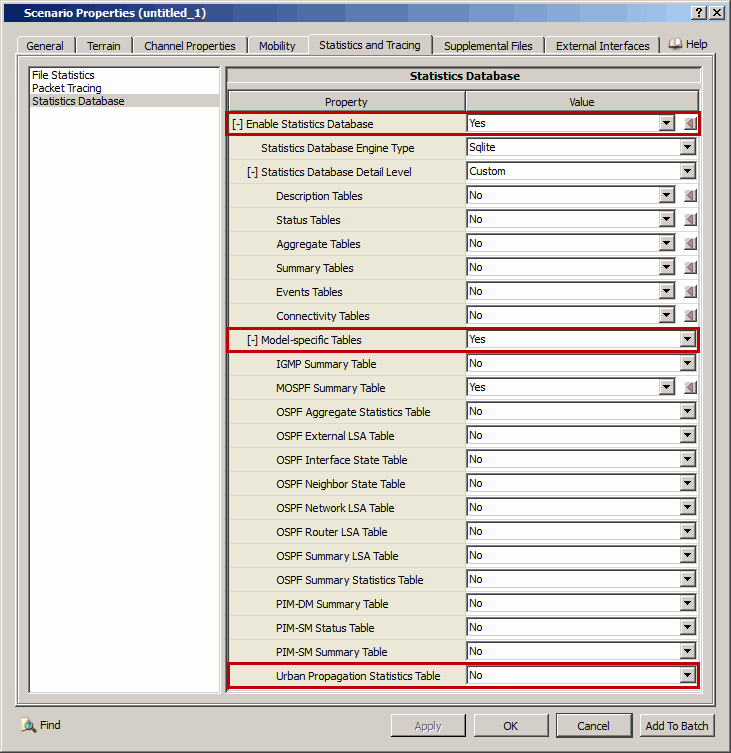 Scenario Properties (untitled_1)
General Terrain Channel Properties Mobility Statistics and Tracing Supplemental Files External Interfaces Help
File Statistics
Packet Tracing
Statistics Database
Statistics Database
Property Value
[-] Enable Statistics Database Yes
Statistics Database Engine Type Sqlite
[-] Statistics Database Detail Level Custom
Description Tables No
Status Tables No
Aggregate Tables No
Summary Tables No
Events Tables No
Connectivity Tables No
[-] Model-specific Tables Yes
IGMP Summary Table No
MOSPF Summary Table Yes
OSPF Aggregate Statistics Table No
OSPF External LSA Table No
OSPF Interface State Table No
OSPF Neighbor State Table No
OSPF Network LSA Table No
OSPF Router LSA Table No
OSPF Summary LSA Table No
OSPF Summary Statistics Table No
PIM-DM Summary Table No
PIM-SM Status Table No
PIM-SM Summary Table No
Urban Propagation Statistics Table No
Find Apply OK Cancel Add To Batch